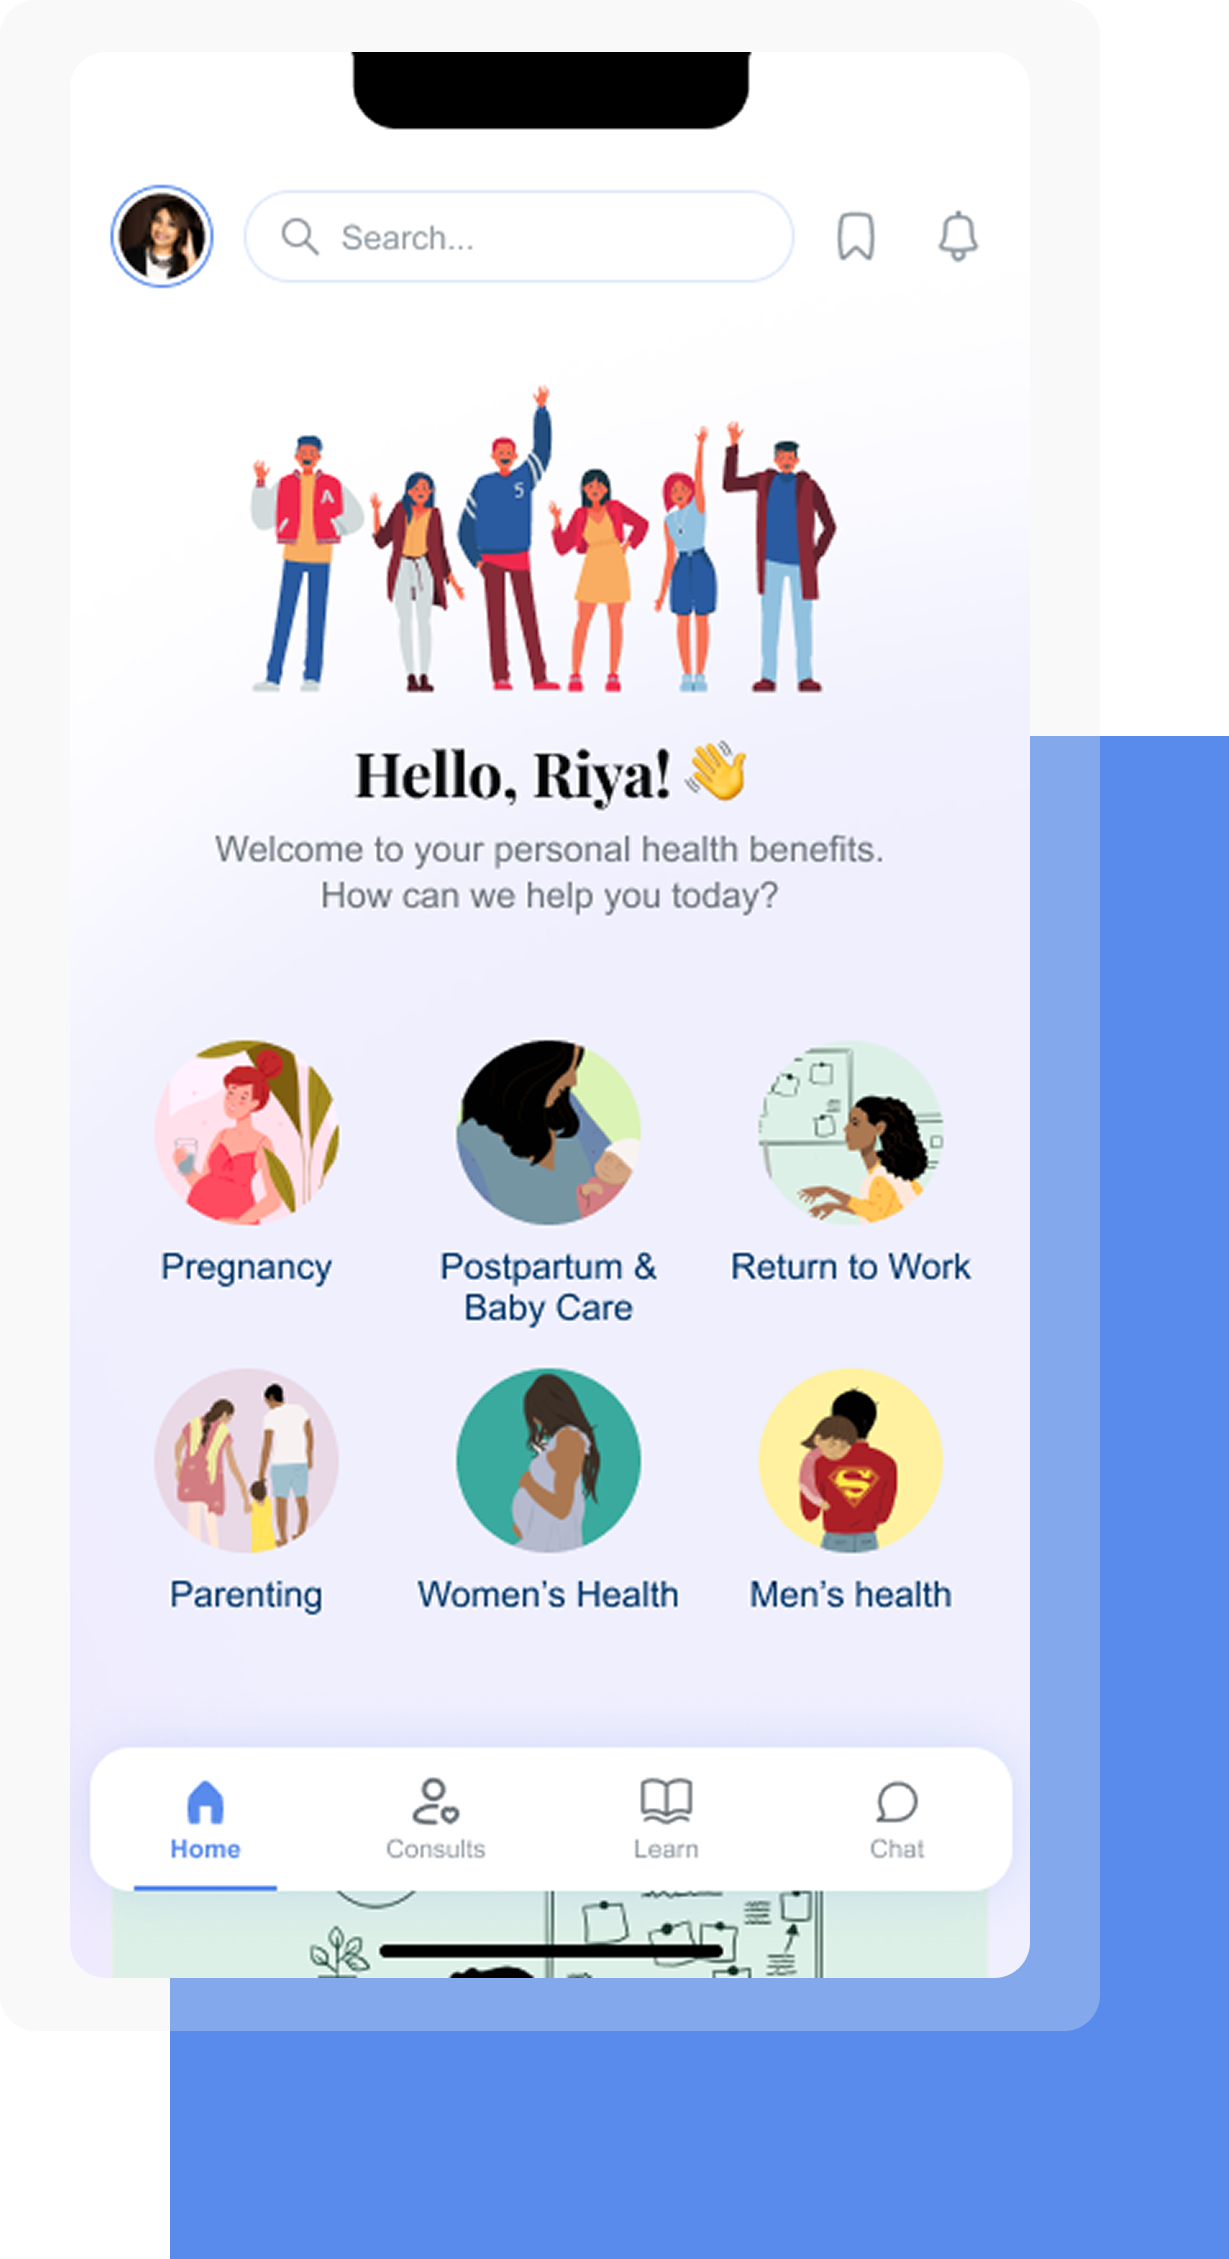 Search...
A
5
Hello, Riya! 👋
Welcome to your personal health benefits.
How can we help you today?
Pregnancy
Postpartum &
Baby Care
Return to Work
S
Parenting
Women's Health
Men's health
Home
Consults
Learn
Chat